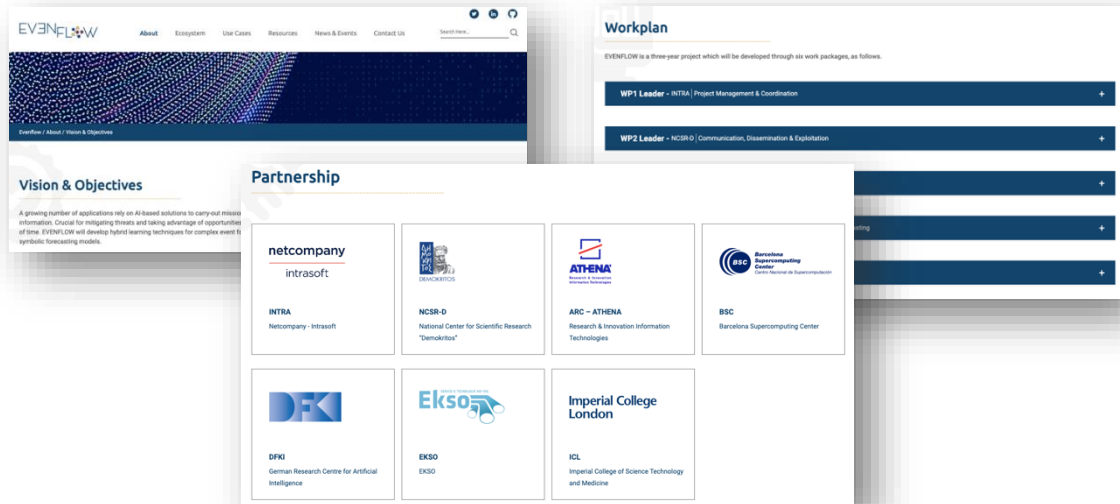 EVENFLOW
About Ecosystem Use Cases Resources News & Events Contact Us Search Here...
Evenflow / About / Vision & Objectives
Vision & Objectives
A growing number of applications rely on AI-based solutions to carry-out
information. Crucial for mitigating threats and taking advantage of opportunities
of time. EVENFLOW will develop hybrid learning techniques for complex event
symbolic forecasting models.
Workplan
EVENFLOW is a three-year project which will be developed through six work packages, as follows.
WP1 Leader - INTRA | Project Management & Coordination +
WP2 Leader - NCSR-D | Communication, Dissemination & Exploitation +
+
+
+
Partnership
netcompany
intrasoft
INTRA
Netcompany - Intrasoft
ΔΗΜΟΚΡΙΤΟΣ
DEMOKRITOS
NCSR-D
National Center for Scientific Research
"Demokritos"
ATHENA
Research & Innovation
Information Technologies
ARC – ATHENA
Research & Innovation Information
Technologies
BSC
Barcelona
Supercomputing
Center
Centro Nacional de Supercomputación
BSC
Barcelona Supercomputing Center
DFKI
DFKI
German Research Centre for Artificial
Intelligence
Ekso
EKSO
EKSO
Imperial College
London
ICL
Imperial College of Science Technology
and Medicine